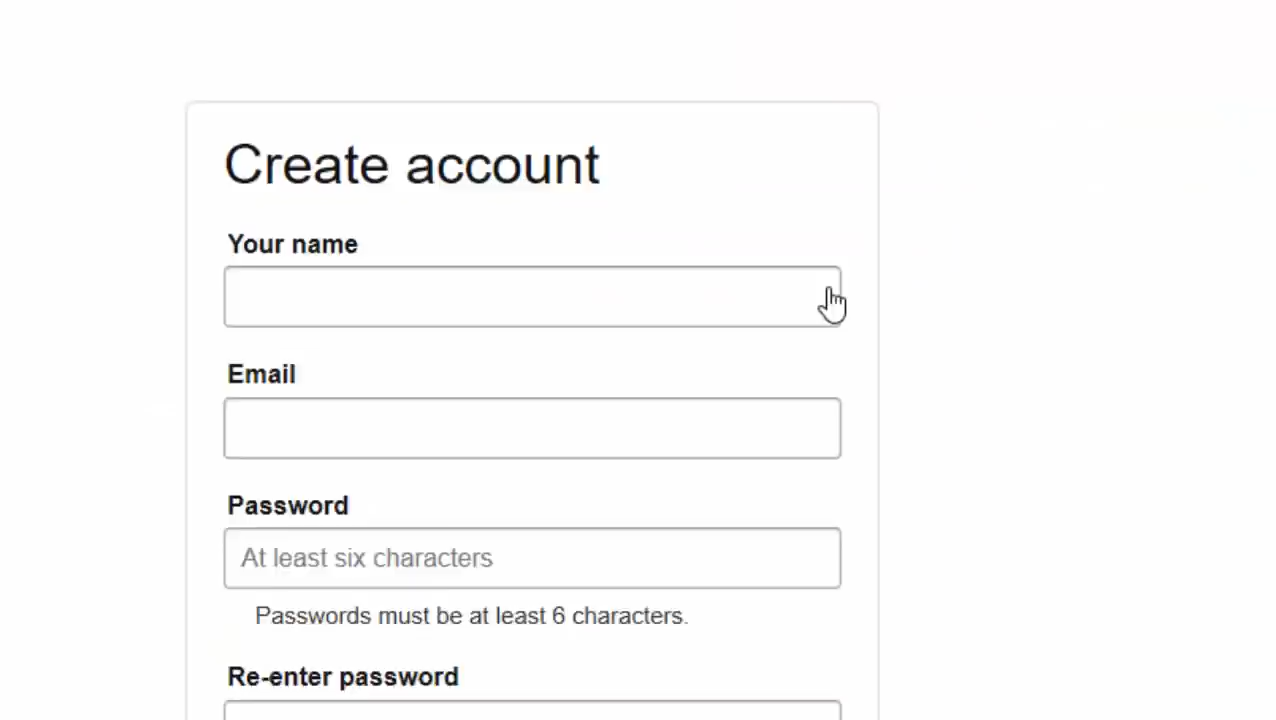 Create account
Your name
Email
Password
At least six characters
Passwords must be at least 6 characters.
Re-enter password